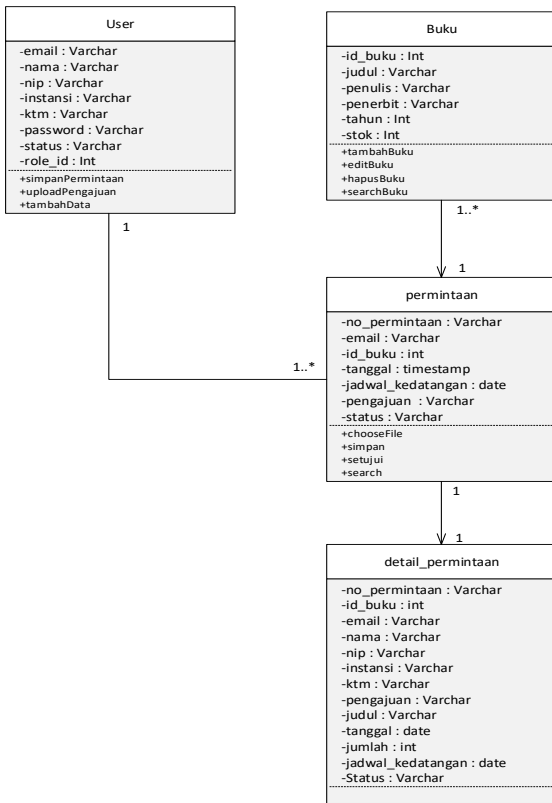 User
-email : Varchar
-nama : Varchar
-nip : Varchar
-instansi : Varchar
-ktm : Varchar
-password : Varchar
-status : Varchar
-role_id : Int
+simpanPermintaan
+uploadPengajuan
+tambahData
1
1..*
Buku
-id_buku : Int
-judul : Varchar
-penulis : Varchar
-penerbit : Varchar
-tahun : Int
-stok : Int
+tambahBuku
+editBuku
+hapusBuku
+searchBuku
1..*
1
permintaan
-no_permintaan : Varchar
-email : Varchar
-id_buku : int
-tanggal : timestamp
-jadwal_kedatangan : date
-pengajuan : Varchar
-status : Varchar
+chooseFile
+simpan
+setujui
+search
1
1
detail_permintaan
-no_permintaan : Varchar
-id_buku : int
-email : Varchar
-nama : Varchar
-nip : Varchar
-instansi : Varchar
-ktm : Varchar
-pengajuan : Varchar
-judul : Varchar
-tanggal : date
-jumlah : int
-jadwal_kedatangan : date
-Status : Varchar